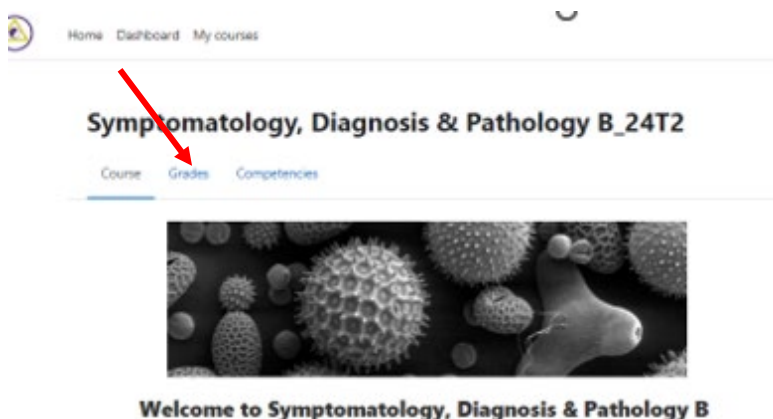 Home Dashboard My courses
Symptomatology, Diagnosis & Pathology B_24T2
Course Grades Competencies
Welcome to Symptomatology, Diagnosis & Pathology B